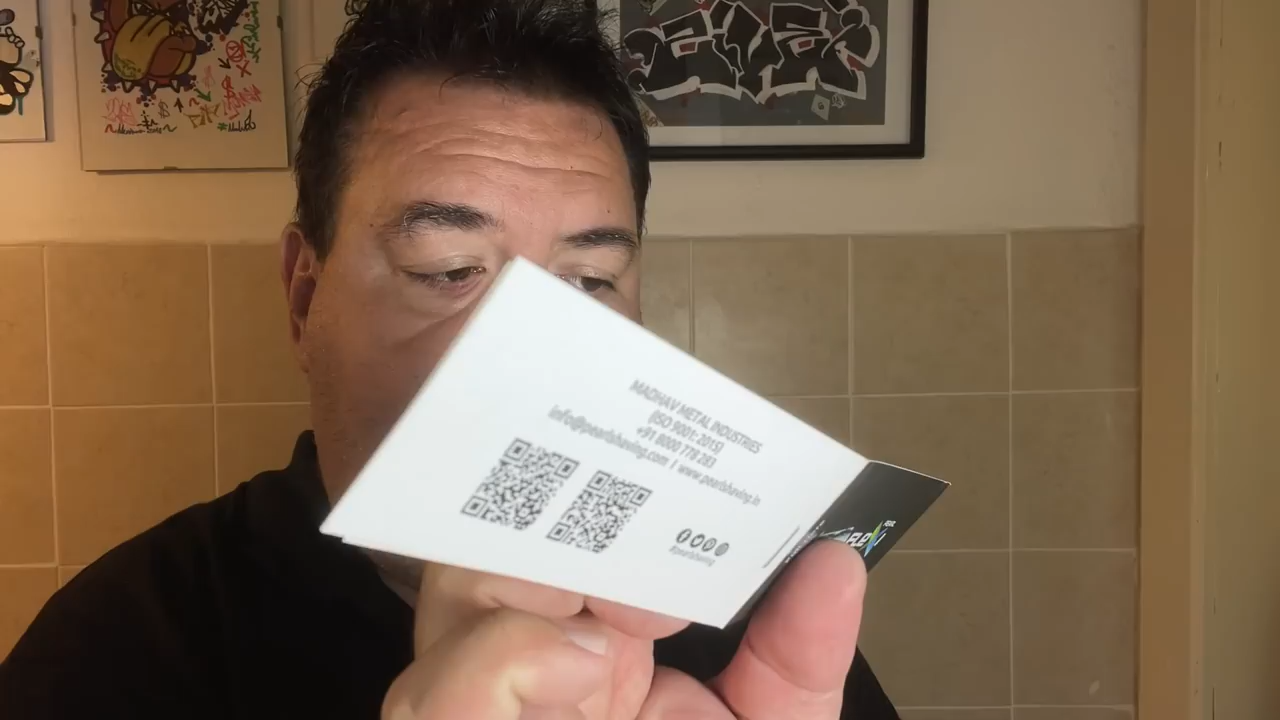 MADHAV METAL INDUSTRIES
(ISO 9001: 2015)
+91 8000 778 283
info@pearlshaving.com | www.pearlshaving.in
@pearlshaving